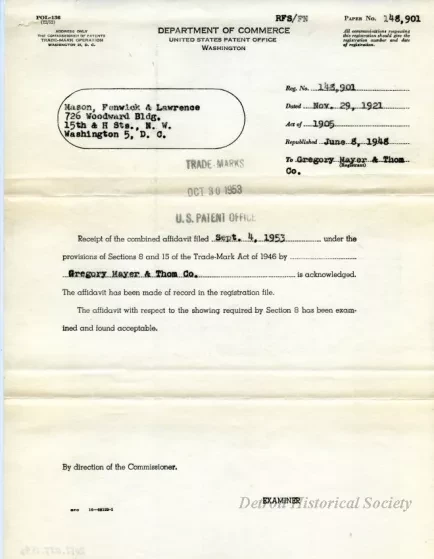 POL-138
RFS/FN
PAPER NO. 148,901
ADDRESS ONLY
THE COMMISSIONER OF PATENTS
TRADE-MARK OPERATION
WASHINGTON 25, D. C.
DEPARTMENT OF COMMERCE
UNITED STATES PATENT OFFICE
WASHINGTON
All communications respecting
this registration should give the
registration number and date
of registration.
Reg. No. 148,901
Dated Nov. 29, 1921
Act of 1905
Republished June 8, 1948
To Gregory Mayer & Thom
(Registrant)
Co.
Mason, Fenwick & Lawrence
726 Woodward Bldg.
15th & H Sts., N. W.
Washington 5, D. C.
TRADE-MARKS
OCT 30 1953
U. S. PATENT OFFICE
Receipt of the combined affidavit filed Sept. 4, 1953 under the
provisions of Sections 8 and 15 of the Trade-Mark Act of 1946 by
Gregory Mayer & Thom Co. is acknowledged.
The affidavit has been made of record in the registration file.
The affidavit with respect to the showing required by Section 8 has been exam-
ined and found acceptable.
By direction of the Commissioner.
EXAMINER
Detroit Historical Society
GPO